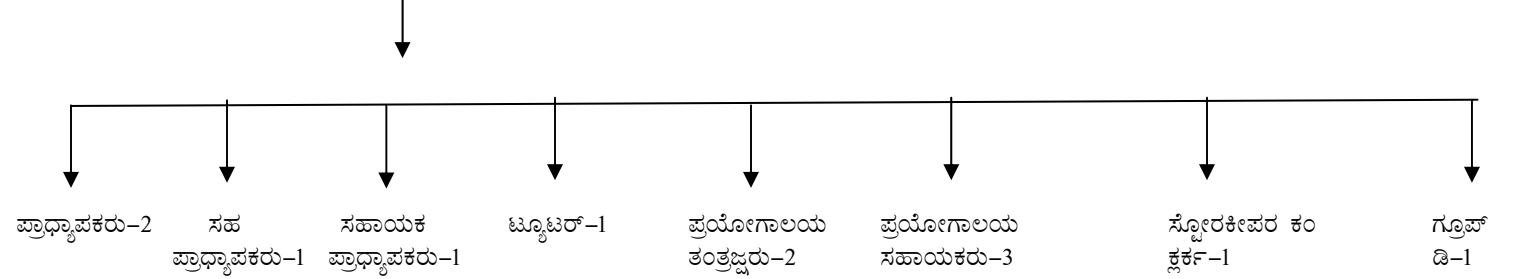 ಪ್ರಾಧ್ಯಾಪಕರು–2
ಸಹ
ಪ್ರಾಧ್ಯಾಪಕರು–1
ಸಹಾಯಕ
ಪ್ರಾಧ್ಯಾಪಕರು–1
ಟ್ಯೂಟರ್–1
ಪ್ರಯೋಗಾಲಯ
ತಂತ್ರಜ್ಞರು–2
ಪ್ರಯೋಗಾಲಯ
ಸಹಾಯಕರು–3
ಸ್ಟೋರಕೀಪರ ಕಂ
ಕ್ಲರ್ಕ–1
ಗ್ರೂಪ್
ಡಿ–1